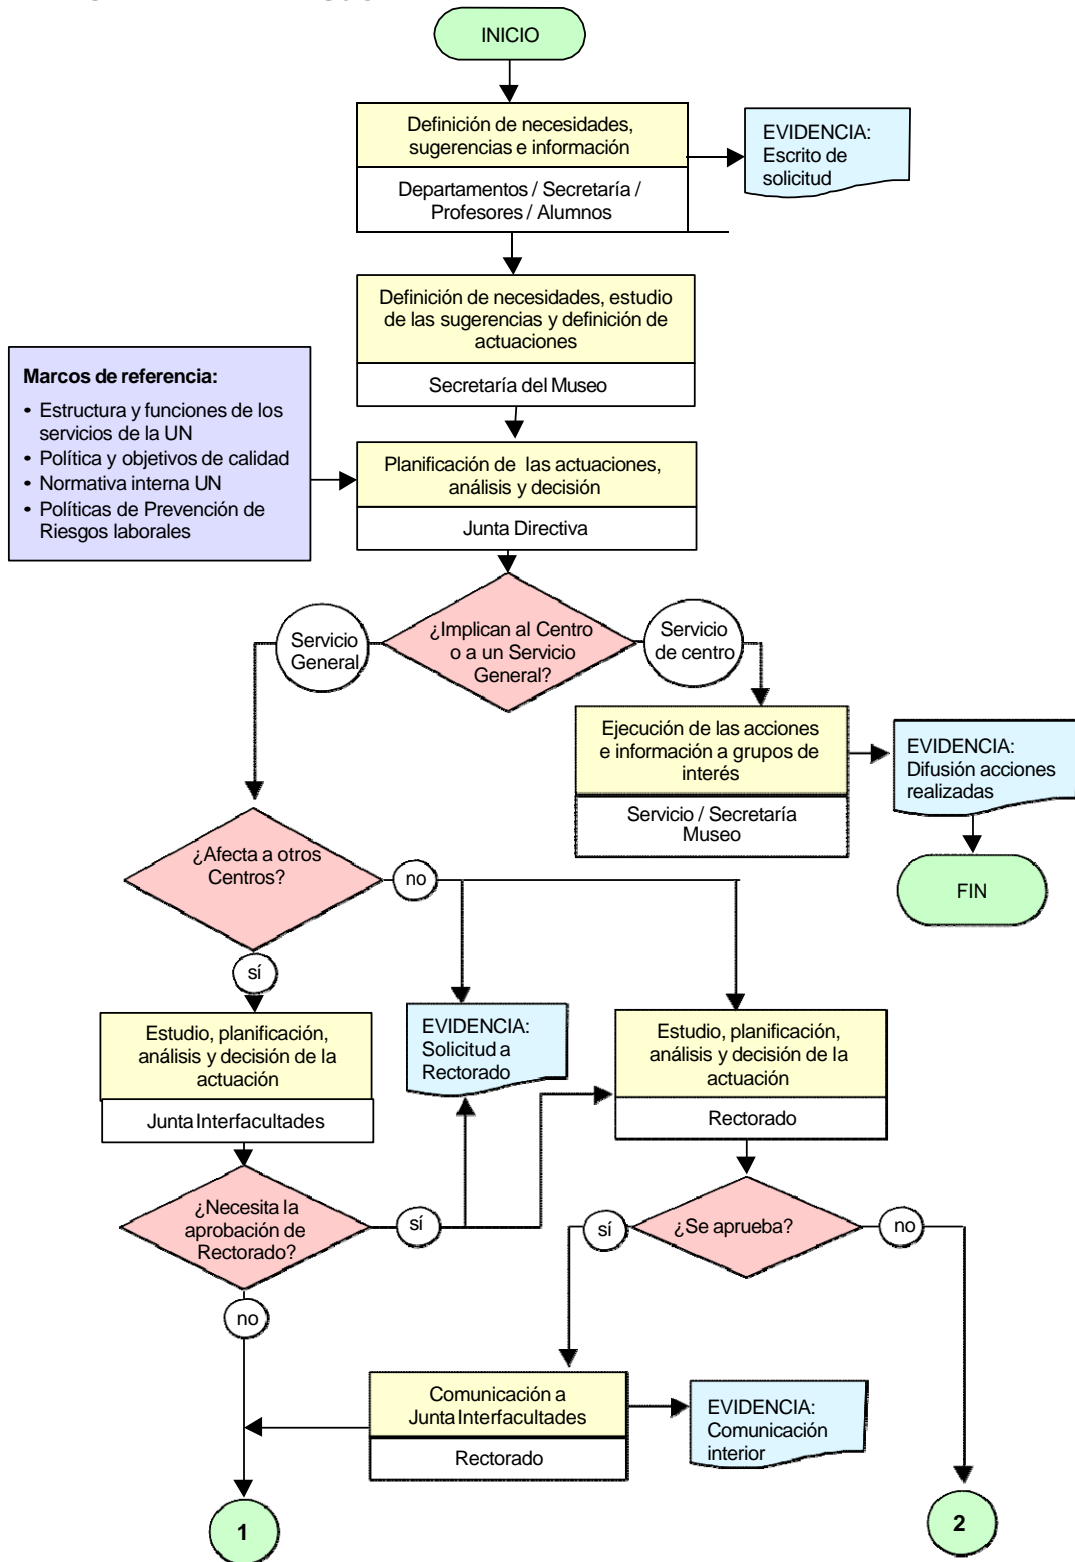 INICIO
Definición de necesidades,
sugerencias e información
Departamentos / Secretaría /
Profesores / Alumnos
EVIDENCIA:
Escrito de
solicitud
Definición de necesidades, estudio
de las sugerencias y definición de
actuaciones
Secretaría del Museo
Marcos de referencia:
• Estructura y funciones de los
servicios de la UN
• Política y objetivos de calidad
• Normativa interna UN
• Políticas de Prevención de
Riesgos laborales
Planificación de las actuaciones,
análisis y decisión
Junta Directiva
¿Implican al Centro
o a un Servicio
General?
Servicio
General
Servicio
de centro
Ejecución de las acciones
e información a grupos de
interés
Servicio / Secretaría
Museo
EVIDENCIA:
Difusión acciones
realizadas
FIN
¿Afecta a otros
Centros?
no
sí
Estudio, planificación,
análisis y decisión de la
actuación
Junta Interfacultades
EVIDENCIA:
Solicitud a
Rectorado
Estudio, planificación,
análisis y decisión de la
actuación
Rectorado
¿Necesita la
aprobación de
Rectorado?
sí
no
¿Se aprueba?
sí
no
Comunicación a
Junta Interfacultades
Rectorado
EVIDENCIA:
Comunicación
interior
1
2